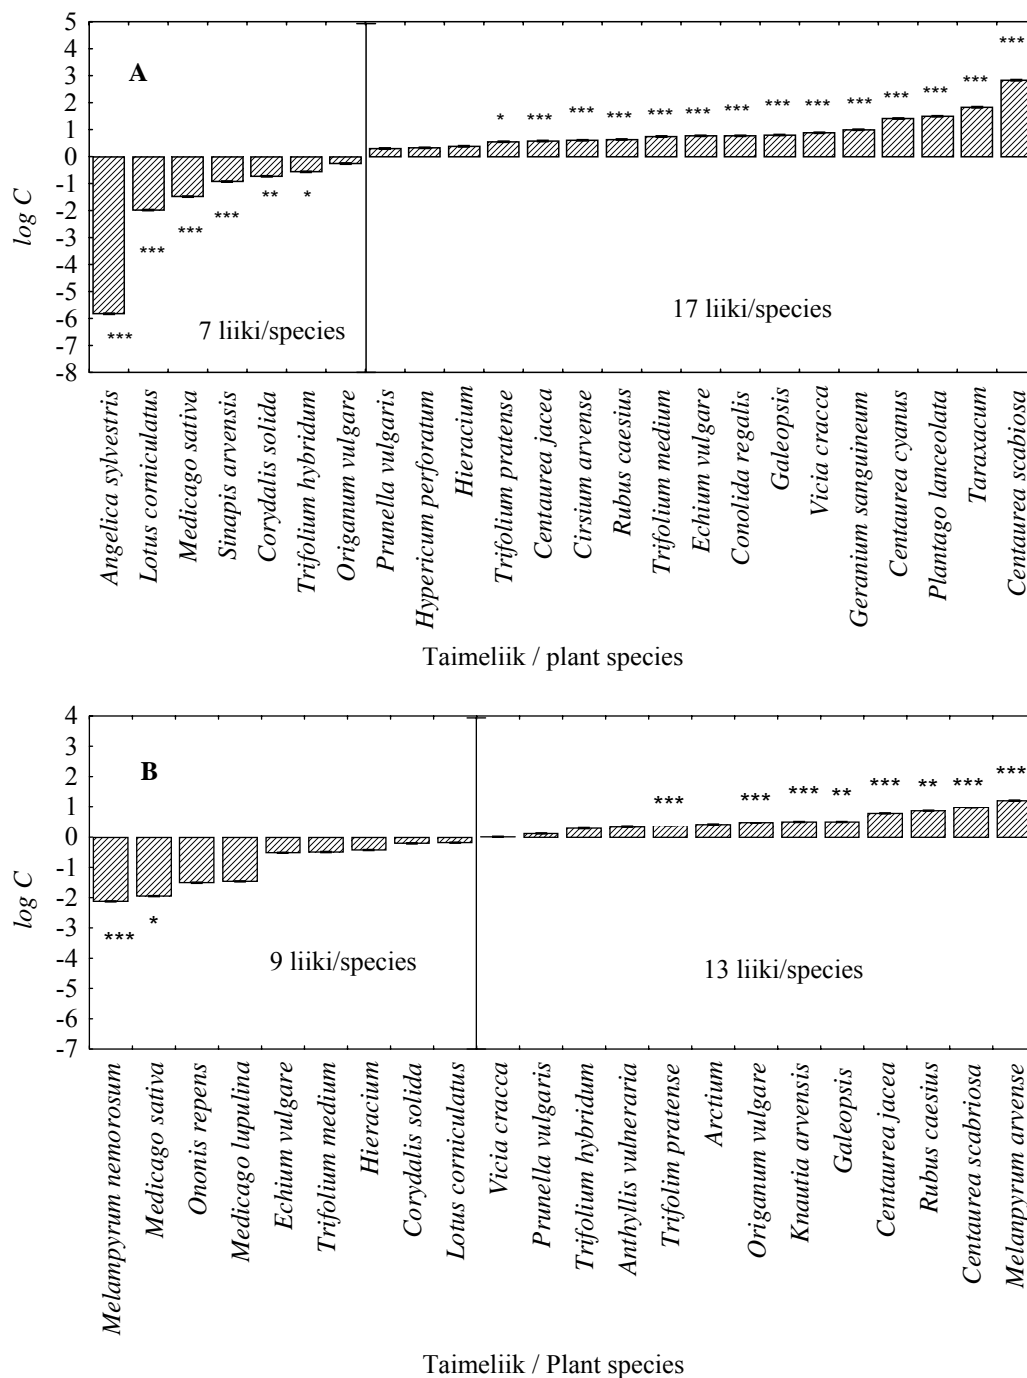 5
4
3
2
1
0
-1
-2
-3
-4
-5
-6
-7
-8
log C
A
*** *** *** *** ** *
* *** *** *** *** *** *** *** *** *** *** *** *** ***
7 liiki/species
17 liiki/species
Angelica sylvestris
Lotus corniculatus
Medicago sativa
Sinapis arvensis
Corydalis solida
Trifolium hybridum
Origanum vulgare
Prunella vulgaris
Hypericum perforatum
Hieracium
Trifolium pratense
Centaurea jacea
Cirsium arvense
Rubus caesius
Trifolium medium
Echium vulgare
Conolida regalis
Galeopsis
Vicia cracca
Geranium sanguineum
Centaurea cyanus
Plantago lanceolata
Taraxacum
Centaurea scabiosa
Taimeliik / plant species
4
3
2
1
0
-1
-2
-3
-4
-5
-6
-7
log C
B
*** *
*** *** *** ** *** ** *** ***
9 liiki/species
13 liiki/species
Melampyrum nemorosum
Medicago sativa
Ononis repens
Medicago lupulina
Echium vulgare
Trifolium medium
Hieracium
Corydalis solida
Lotus corniculatus
Vicia cracca
Prunella vulgaris
Trifolium hybridum
Anthyllis vulneraria
Trifolim pratense
Arctium
Origanum vulgare
Knautia arvensis
Galeopsis
Centaurea jacea
Rubus caesius
Centaurea scabriosa
Melanpyrum arvense
Taimeliik / Plant species